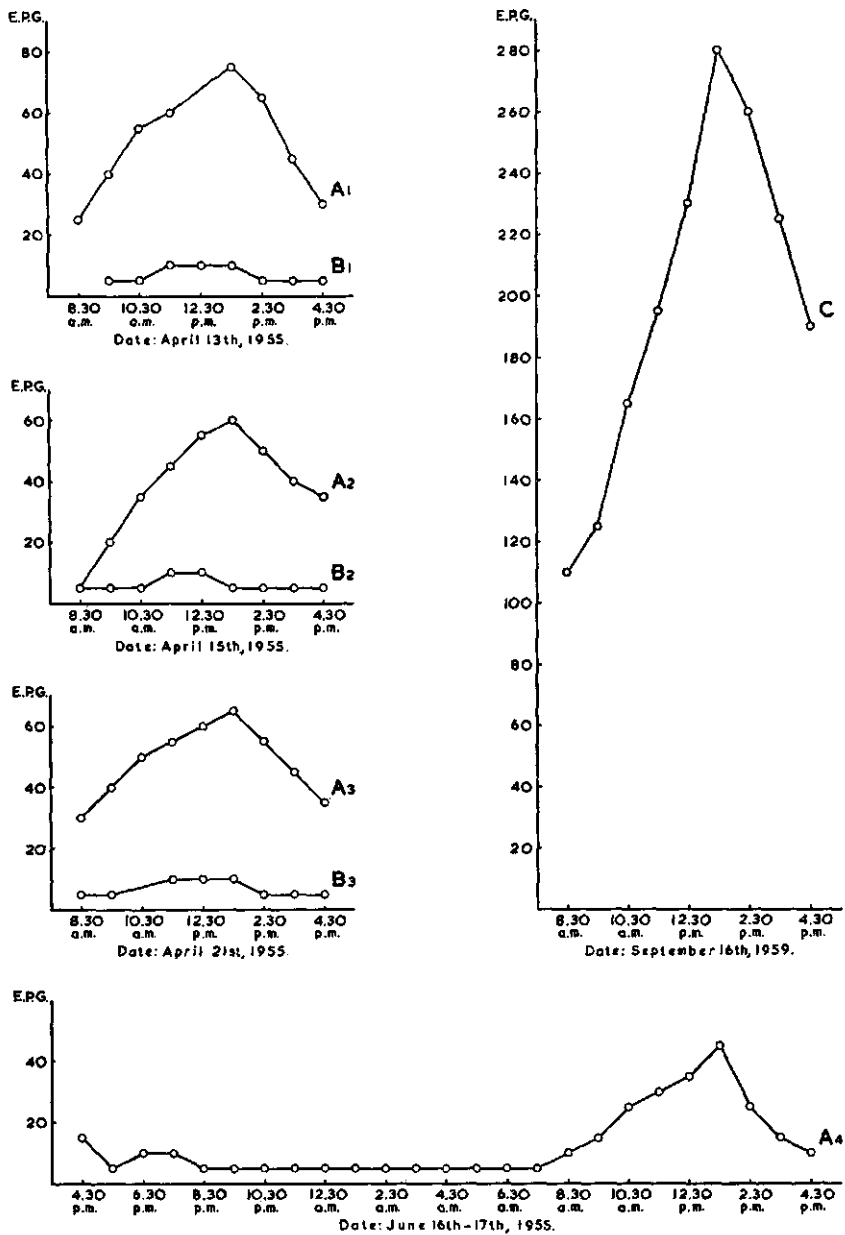 E.P.G.
80
60
40
20
A1
B1
8.30 10.30 12.30 2.30 4.30
a.m. a.m. p.m. p.m. p.m.
Date: April 13th, 1955.
E.P.G.
60
40
20
A2
B2
8.30 10.30 12.30 2.30 4.30
a.m. a.m. p.m. p.m. p.m.
Date: April 15th, 1955.
E.P.G.
60
40
20
A3
B3
8.30 10.30 12.30 2.30 4.30
a.m. a.m. p.m. p.m. p.m.
Date: April 21st, 1955.
E.P.G.
280
260
240
220
200
180
160
140
120
100
80
60
40
20
C
8.30 10.30 12.30 2.30 4.30
a.m. a.m. p.m. p.m. p.m.
Date: September 16th, 1959.
E.P.G.
40
20
A4
4.30 6.30 8.30 10.30 12.30 2.30 4.30 6.30 8.30 10.30 12.30 2.30 4.30
p.m. p.m. p.m. p.m. a.m. a.m. a.m. a.m. a.m. a.m. p.m. p.m. p.m.
Date: June 16th-17th, 1955.